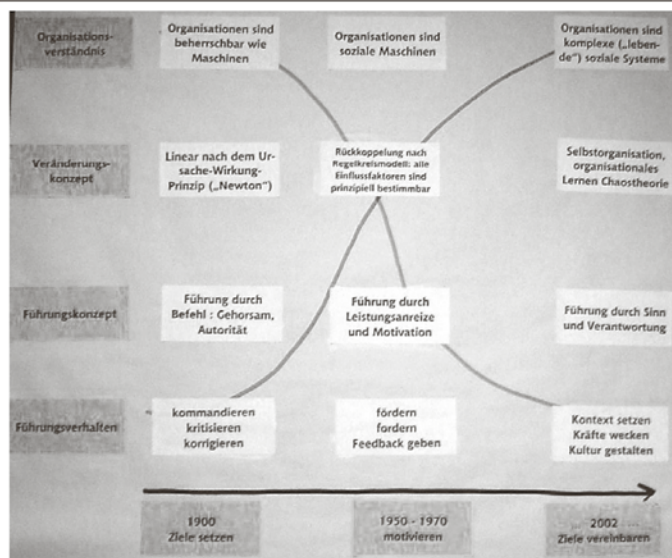 Organisations-
verständnis
Organisationen sind
beherrschbar wie
Maschinen
Organisationen sind
soziale Maschinen
Organisationen sind
komplexe („leben-
de“) soziale Systeme
Veränderungs-
konzept
Linear nach dem Ur-
sache-Wirkung-
Prinzip („Newton“)
Rückkoppelung nach
Regelkreismodell: alle
Einflussfaktoren sind
prinzipiell bestimmbar
Selbstorganisation,
organisationales
Lernen Chaostheorie
Führungskonzept
Führung durch
Befehl : Gehorsam,
Autorität
Führung durch
Leistungsanreize
und Motivation
Führung durch Sinn
und Verantwortung
Führungsverhalten
kommandieren
kritisieren
korrigieren
fördern
fordern
Feedback geben
Kontext setzen
Kräfte wecken
Kultur gestalten
1900
Ziele setzen
1950 - 1970
motivieren
2002
Ziele vereinbaren